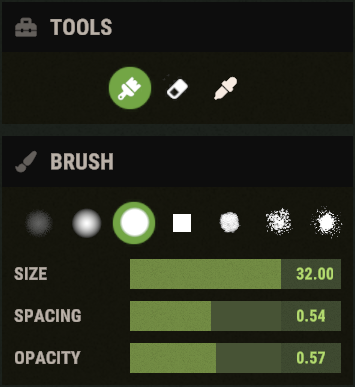 TOOLS
BRUSH
SIZE 32.00
SPACING 0.54
OPACITY 0.57